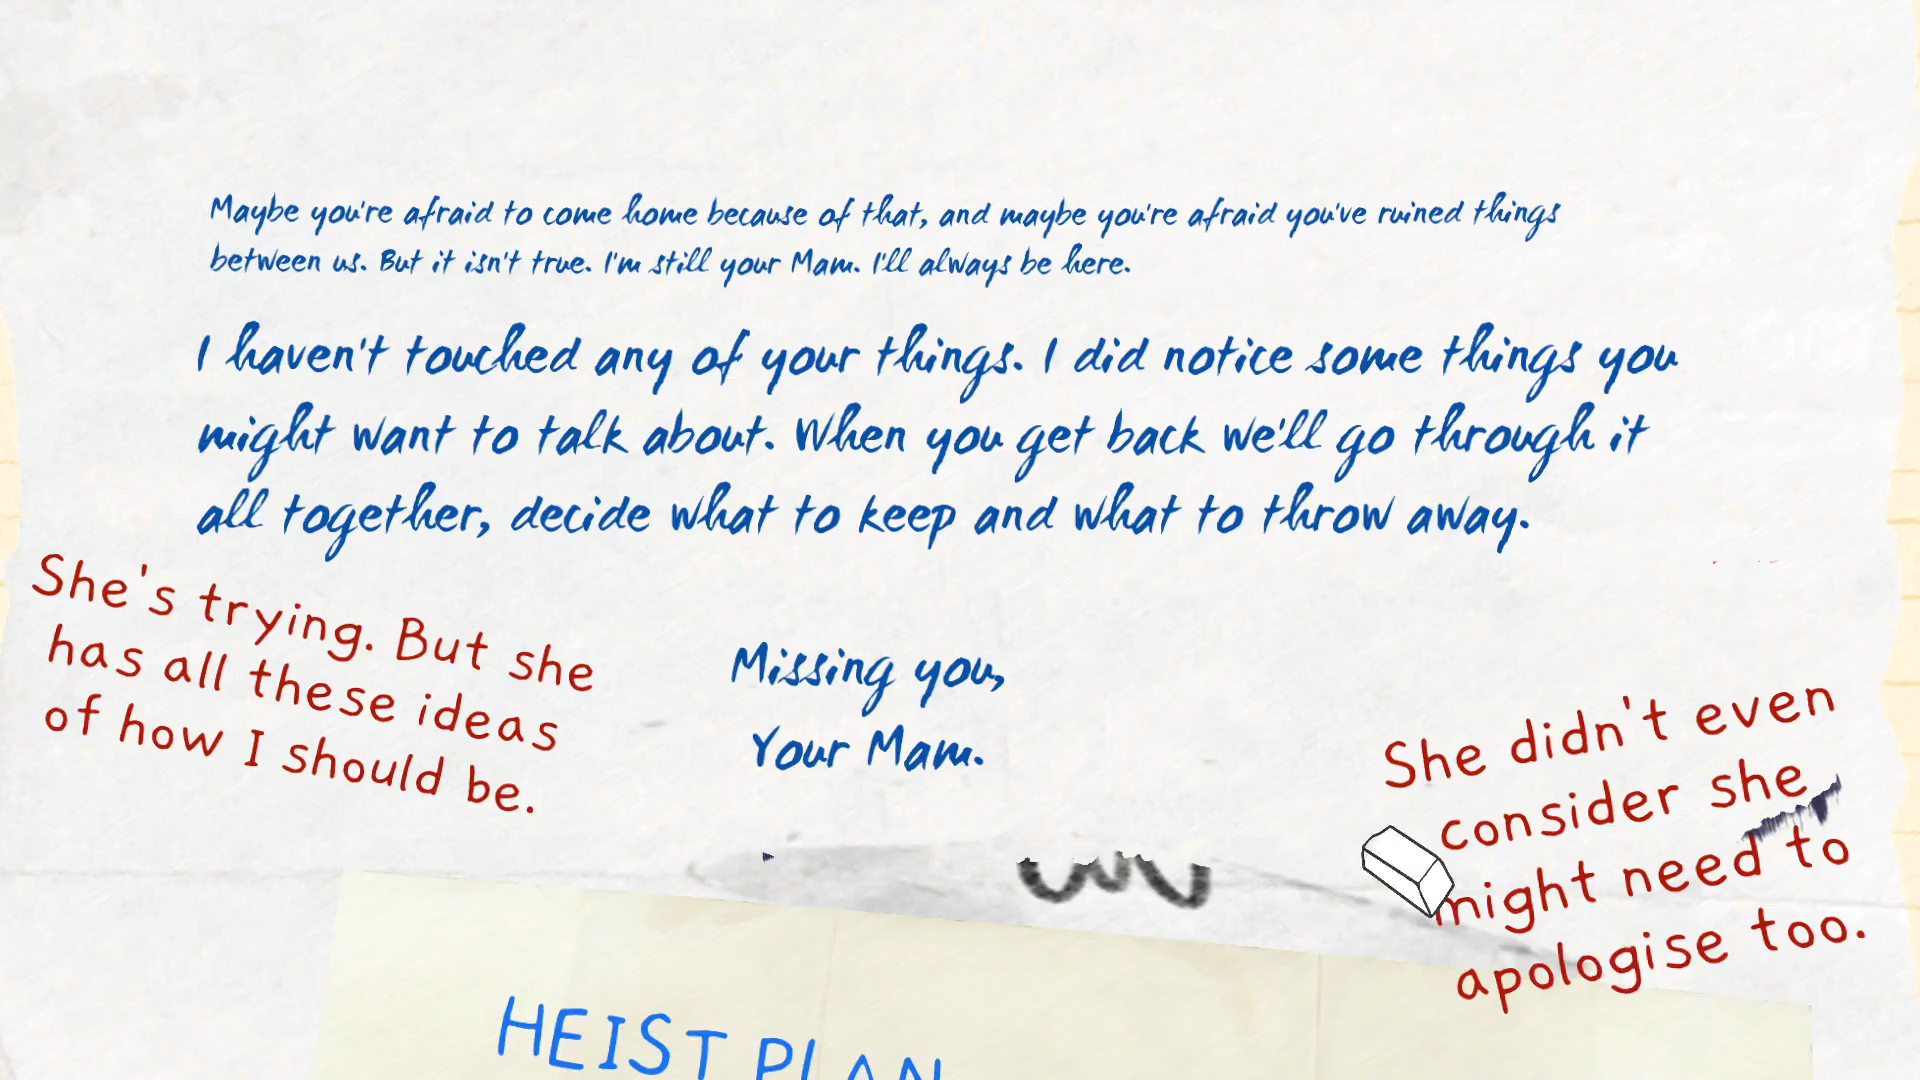 Maybe you're afraid to come home because of that, and maybe you're afraid you've ruined things
between us. But it isn't true. I'm still your Mam. I'll always be here.
I haven't touched any of your things. I did notice some things you
might want to talk about. When you get back we'll go through it
all together, decide what to keep and what to throw away.
She's trying. But she
has all these ideas
of how I should be.
Missing you,
Your Mam.
She didn't even
consider she
might need to
apologise too.
HEIST PLAN